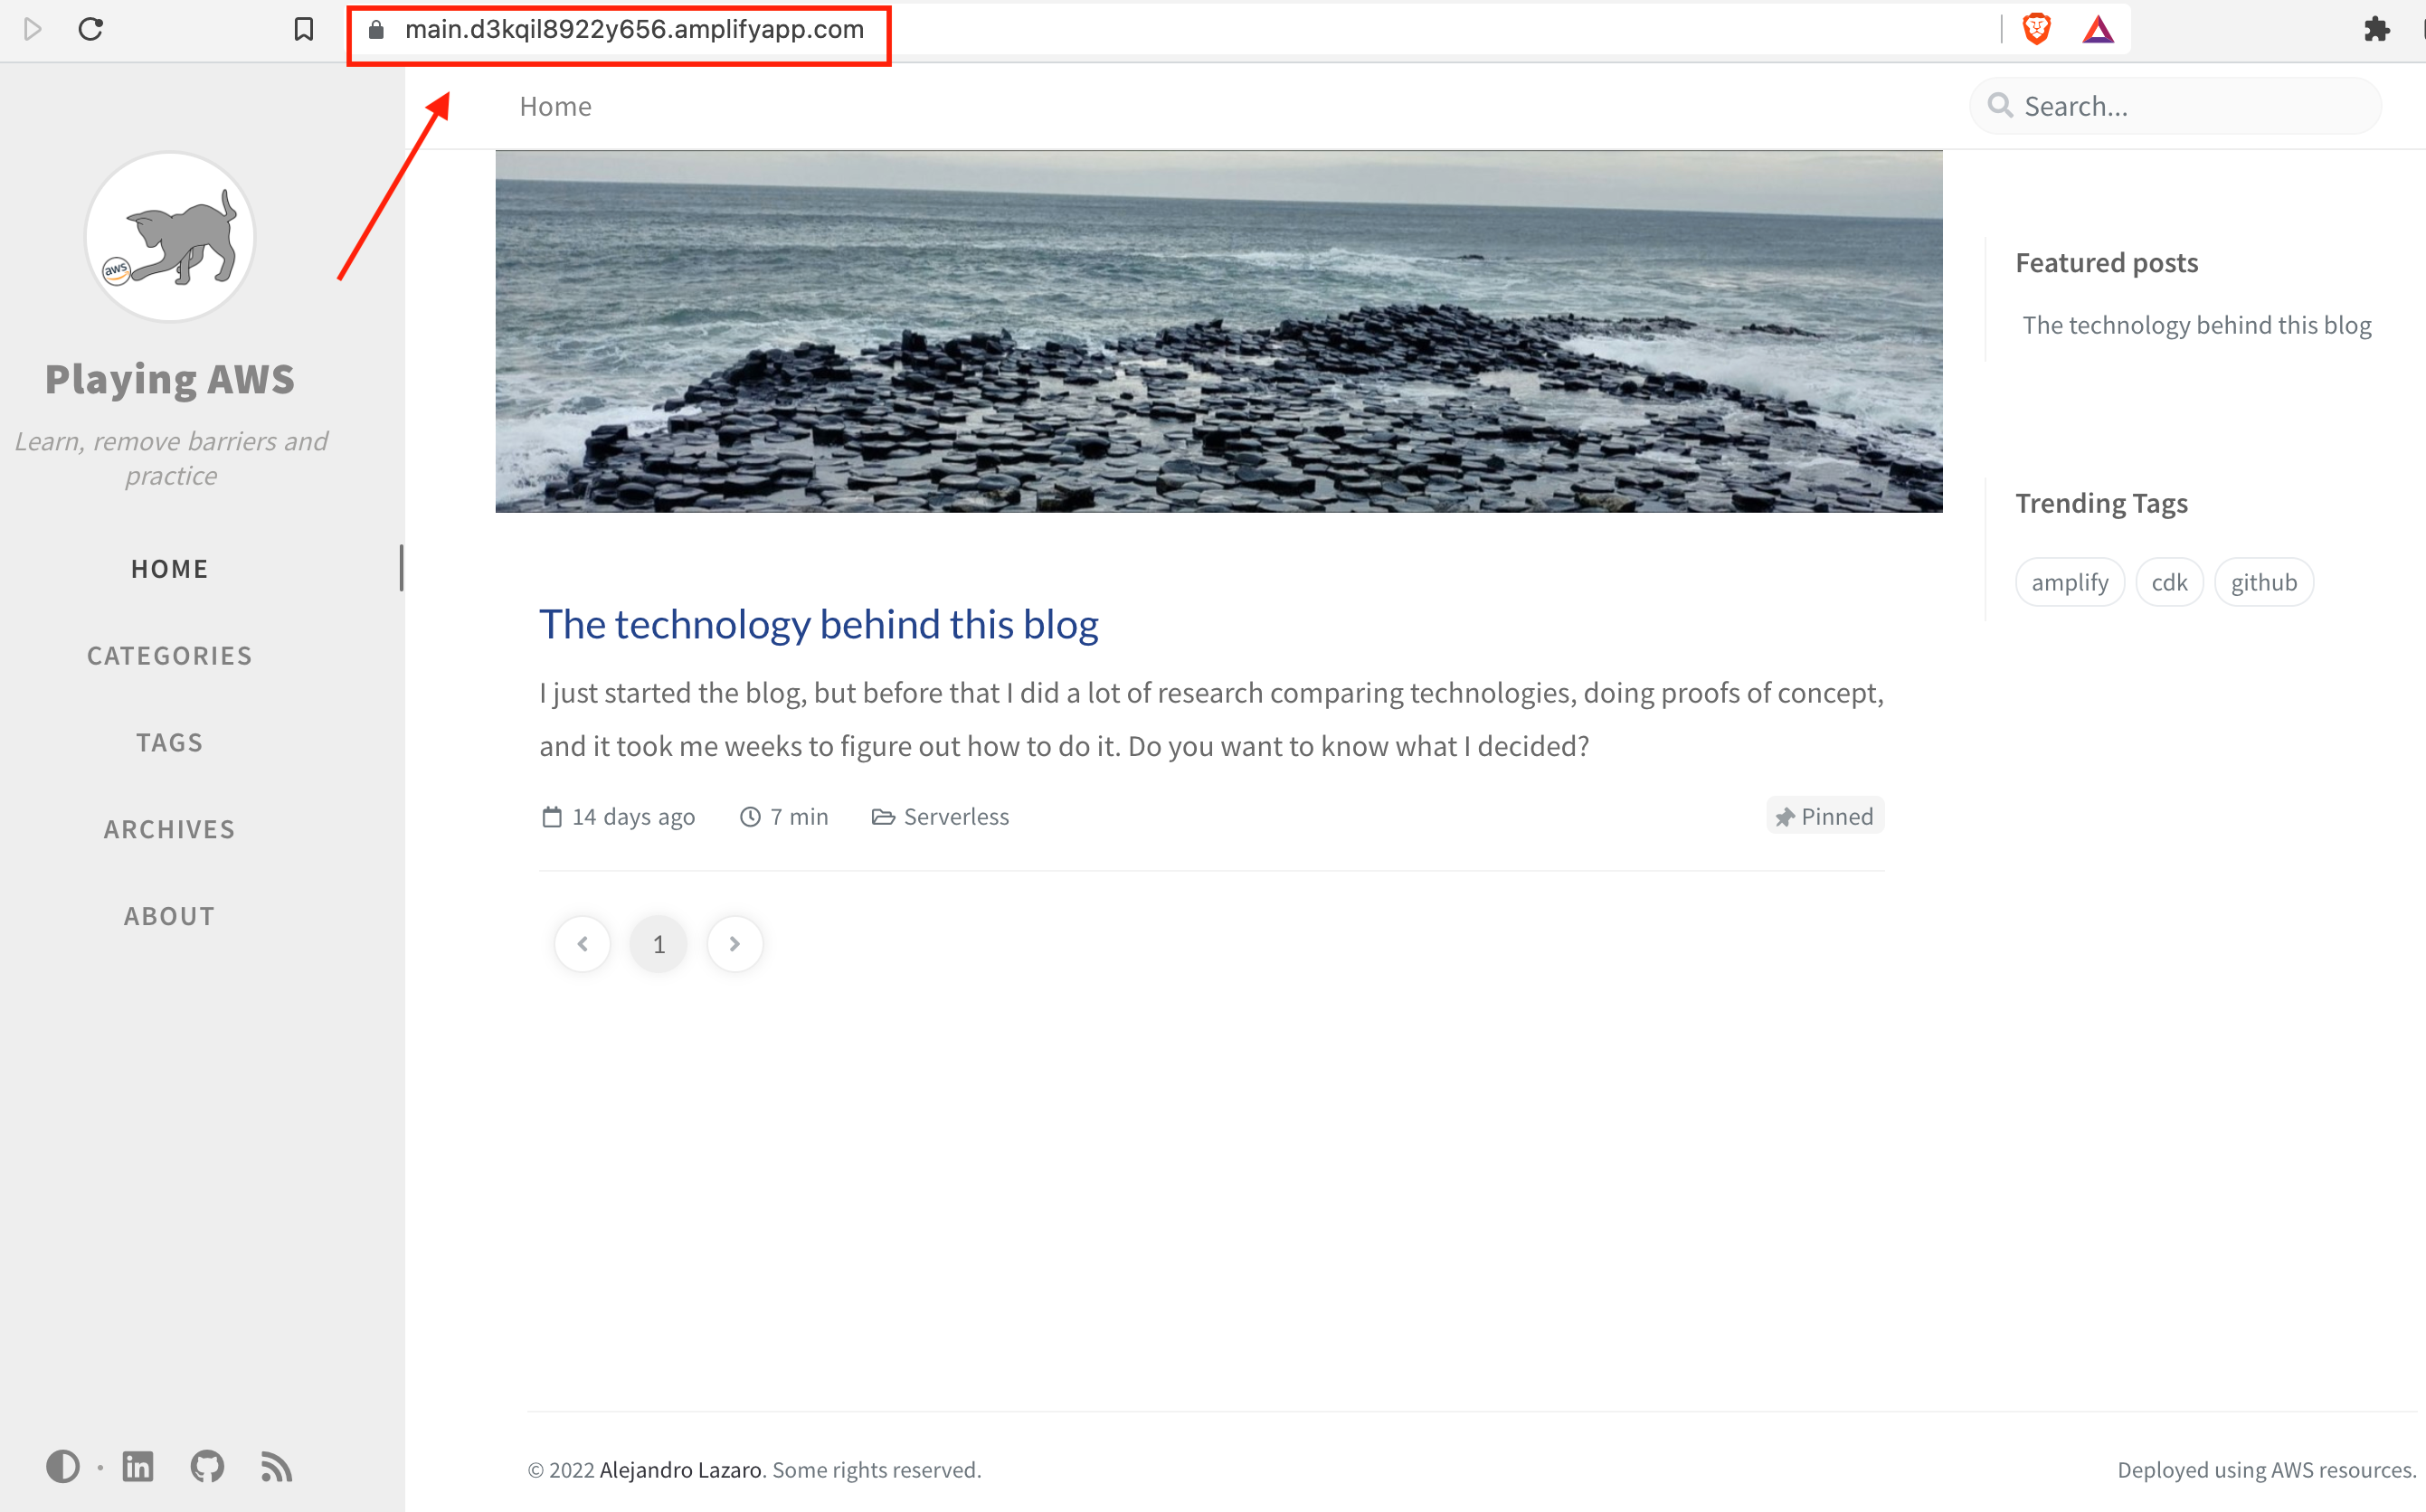 main.d3kqil8922y656.amplifyapp.com
Home
Search...
aws
Playing AWS
Learn, remove barriers and
practice
HOME
CATEGORIES
TAGS
ARCHIVES
ABOUT
The technology behind this blog
I just started the blog, but before that I did a lot of research comparing technologies, doing proofs of concept,
and it took me weeks to figure out how to do it. Do you want to know what I decided?
14 days ago 7 min Serverless Pinned
1
Featured posts
The technology behind this blog
Trending Tags
amplify cdk github
in
© 2022 Alejandro Lazaro. Some rights reserved.
Deployed using AWS resources.